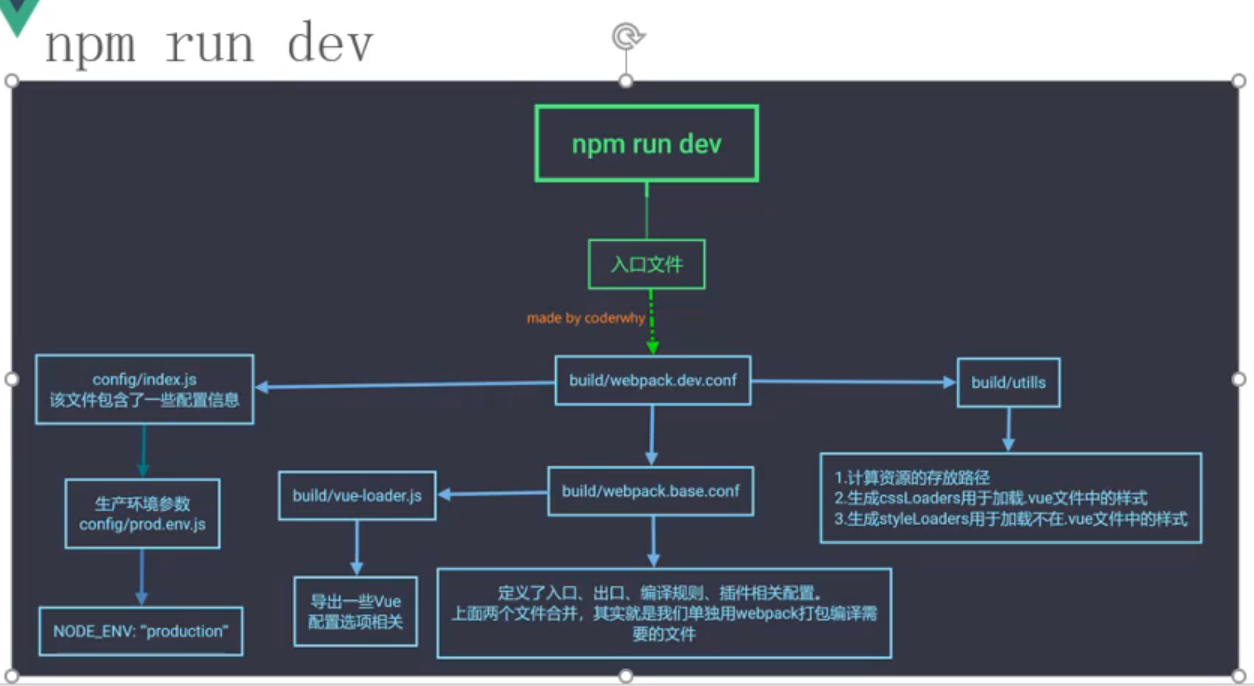 npm run dev
npm run dev
入口文件
made by coderwhy
config/index.js
该文件包含了一些配置信息
build/webpack.dev.conf
build/utills
生产环境参数
config/prod.env.js
build/vue-loader.js
build/webpack.base.conf
1.计算资源的存放路径
2.生成cssLoaders用于加载.vue文件中的样式
3.生成styleLoaders用于加载不在.vue文件中的样式
NODE_ENV: "production"
导出一些Vue
配置选项相关
定义了入口、出口、编译规则、插件相关配置。
上面两个文件合并，其实就是我们单独用webpack打包编译需
要的文件